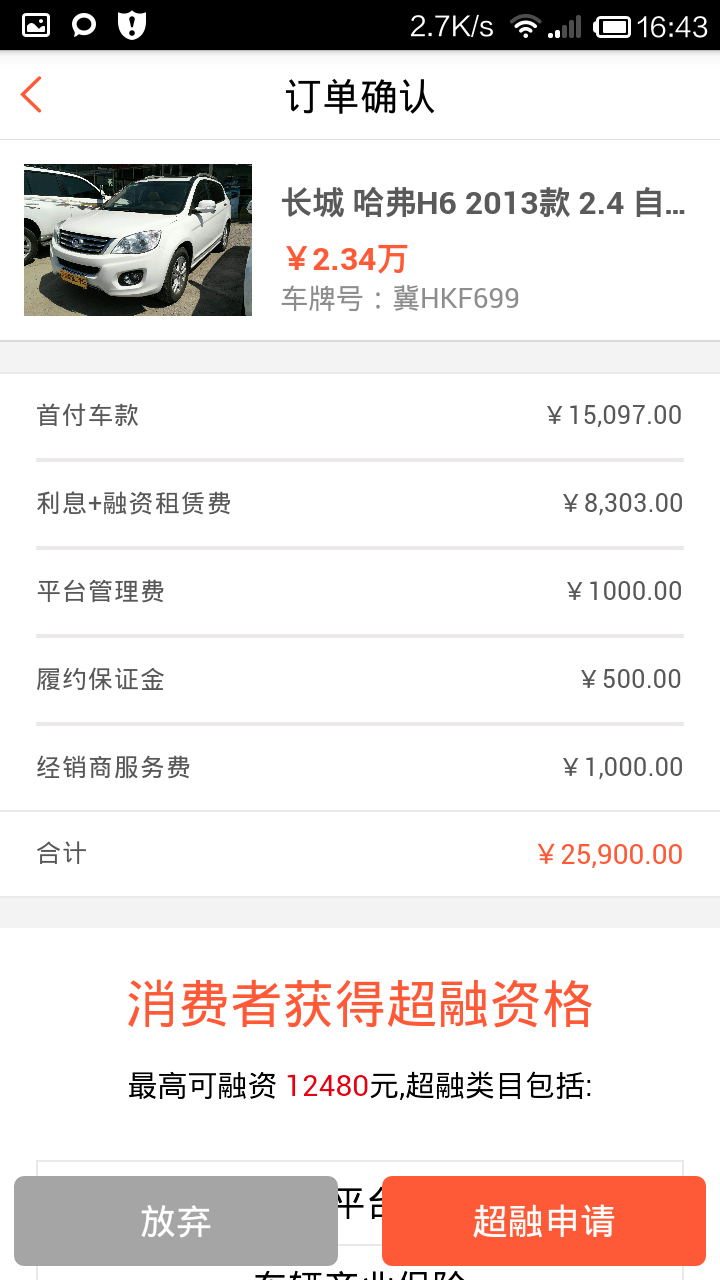 2.7K/s 16:43
订单确认
长城 哈弗H6 2013款 2.4 自...
￥2.34万
车牌号：冀HKF699
首付车款 ￥15,097.00
利息+融资租赁费 ￥8,303.00
平台管理费 ￥1000.00
履约保证金 ￥500.00
经销商服务费 ￥1,000.00
合计 ￥25,900.00
消费者获得超融资格
最高可融资 12480元,超融类目包括:
平台
放弃 超融申请
车辆商业保险